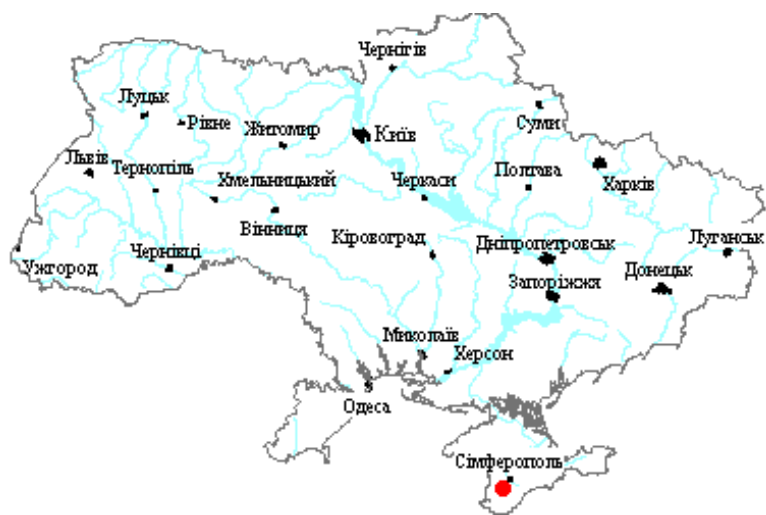 Чернігів
Луцьк
Суми
Рівне
Житомир
Київ
Львів
Тернопіль
Полтава
Харків
Хмельницький
Черкаси
Вінниця
Кіровоград
Дніпропетровськ
Луганськ
Чернівці
Ужгород
Донецьк
Запоріжжя
Миколаїв
Херсон
Одеса
Сімферополь